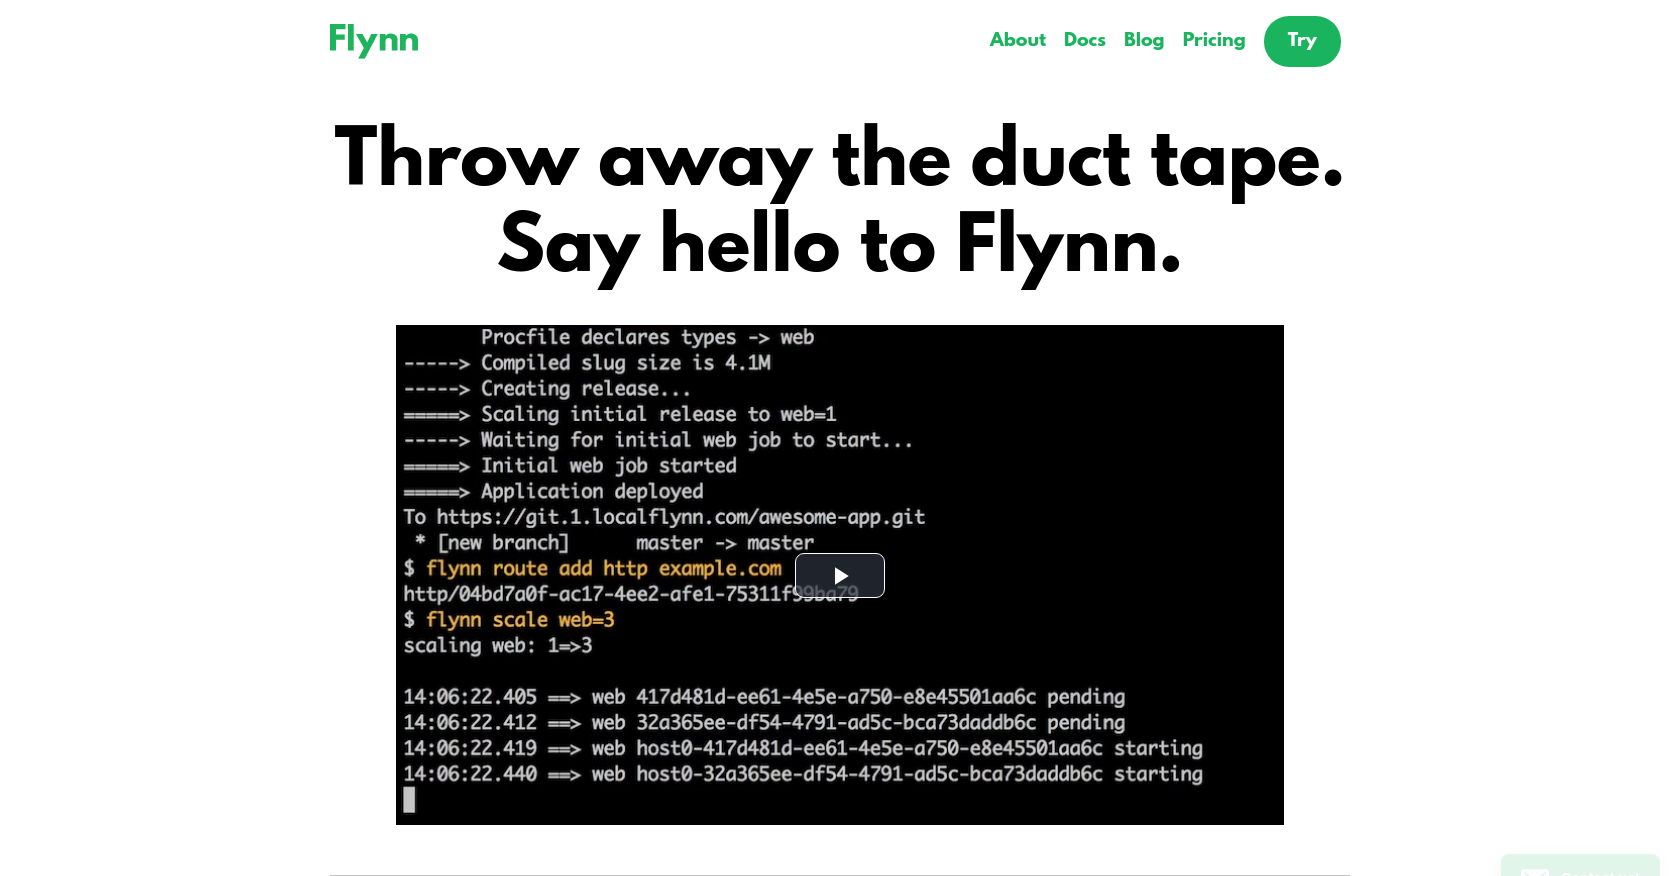 Flynn
About Docs Blog Pricing Try
Throw away the duct tape.
Say hello to Flynn.
Procfile declares types -> web
-----> Compiled slug size is 4.1M
-----> Creating release...
=====> Scaling initial release to web=1
-----> Waiting for initial web job to start...
=====> Initial web job started
=====> Application deployed
To https://git.1.localflynn.com/awesome-app.git
* [new branch] master -> master
$ flynn route add http example.com
http/04bd7a0f-ac17-4ee2-afe1-75311f99ba79
$ flynn scale web=3
scaling web: 1=>3
14:06:22.405 ==> web 417d481d-ee61-4e5e-a750-e8e45501aa6c pending
14:06:22.412 ==> web 32a365ee-df54-4791-ad5c-bca73daddb6c pending
14:06:22.419 ==> web host0-417d481d-ee61-4e5e-a750-e8e45501aa6c starting
14:06:22.440 ==> web host0-32a365ee-df54-4791-ad5c-bca73daddb6c starting